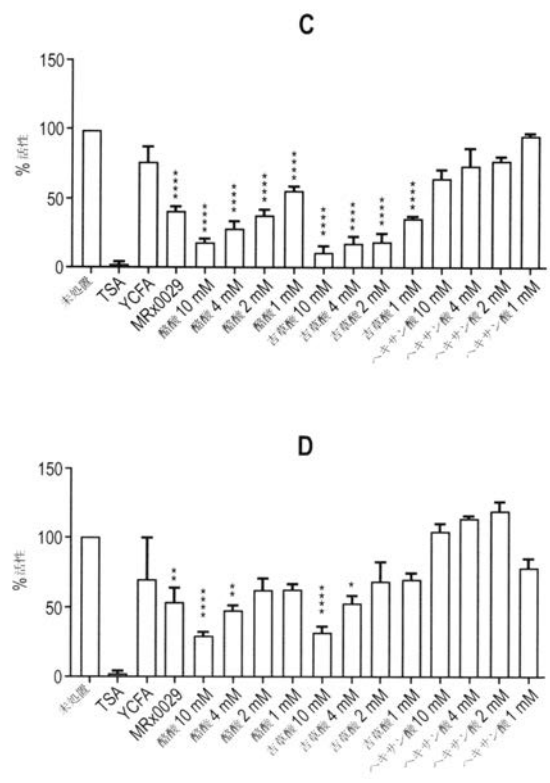 C
150
100
50
0
% 活性
****
****
****
****
****
****
****
****
****
未処置
TSA
YCFA
MRx0029
酪酸 10 mM
酪酸 4 mM
酪酸 2 mM
酪酸 1 mM
吉草酸 10 mM
吉草酸 4 mM
吉草酸 2 mM
吉草酸 1 mM
ヘキサン酸 10 mM
ヘキサン酸 4 mM
ヘキサン酸 2 mM
ヘキサン酸 1 mM
D
150
100
50
0
% 活性
**
****
**
****
*
未処置
TSA
YCFA
MRx0029
酪酸 10 mM
酪酸 4 mM
酪酸 2 mM
酪酸 1 mM
吉草酸 10 mM
吉草酸 4 mM
吉草酸 2 mM
吉草酸 1 mM
ヘキサン酸 10 mM
ヘキサン酸 4 mM
ヘキサン酸 2 mM
ヘキサン酸 1 mM